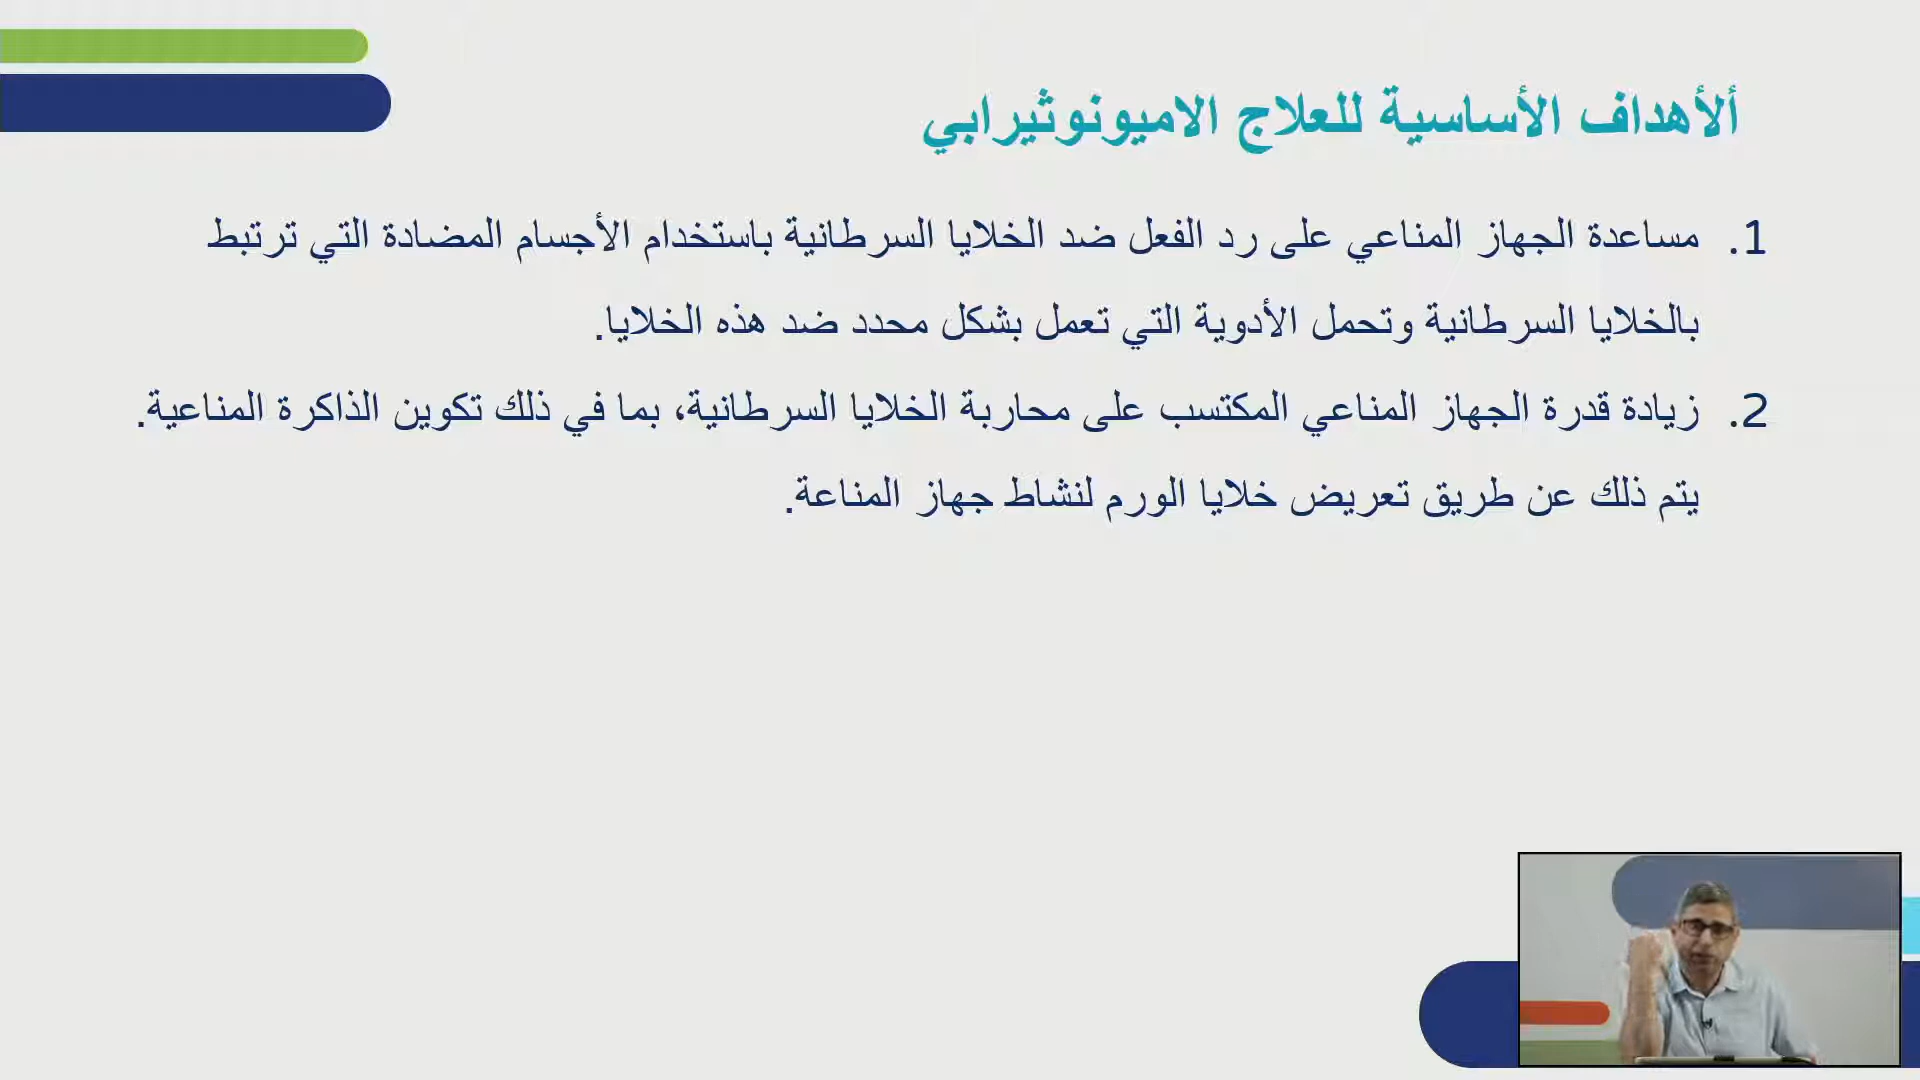 ألأهداف الأساسية للعلاج الاميونوثيرابي
1. مساعدة الجهاز المناعي على رد الفعل ضد الخلايا السرطانية باستخدام الأجسام المضادة التي ترتبط
بالخلايا السرطانية وتحمل الأدوية التي تعمل بشكل محدد ضد هذه الخلايا.
2. زيادة قدرة الجهاز المناعي المكتسب على محاربة الخلايا السرطانية، بما في ذلك تكوين الذاكرة المناعية.
يتم ذلك عن طريق تعريض خلايا الورم لنشاط جهاز المناعة.